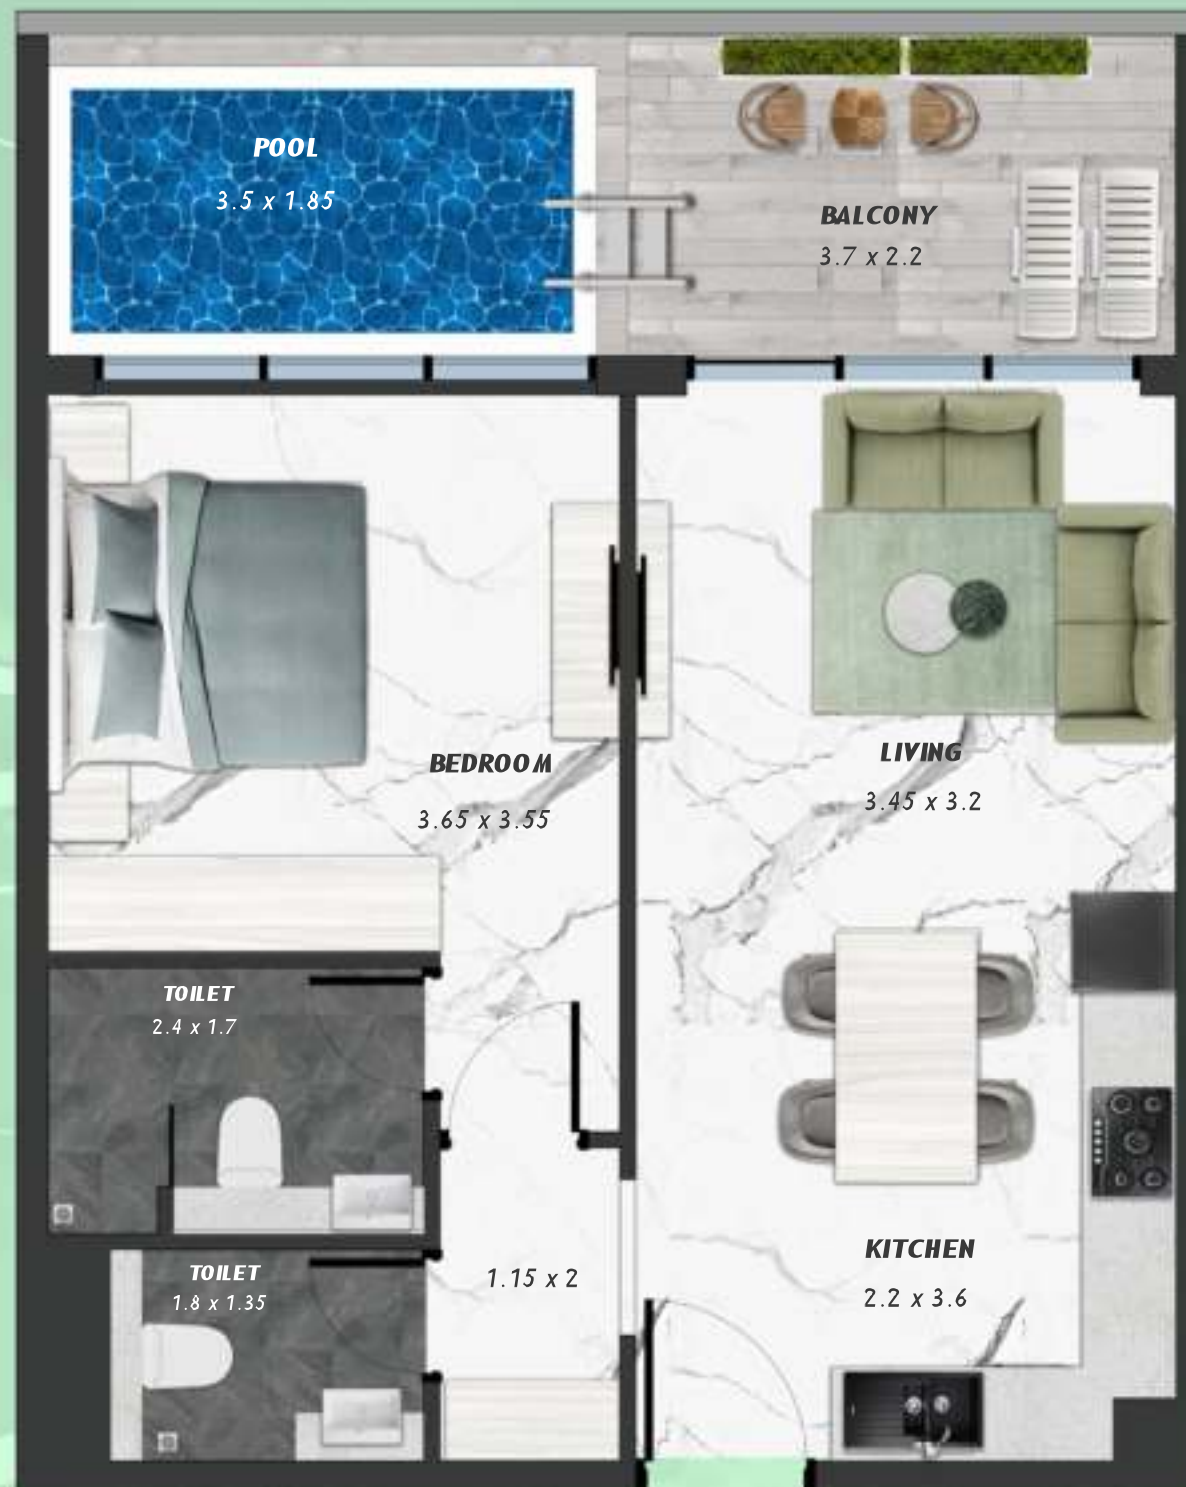 POOL
3.5 x 1.85
BALCONY
3.7 x 2.2
BEDROOM
3.65 x 3.55
LIVING
3.45 x 3.2
TOILET
2.4 x 1.7
KITCHEN
2.2 x 3.6
TOILET
1.8 x 1.35
1.15 x 2